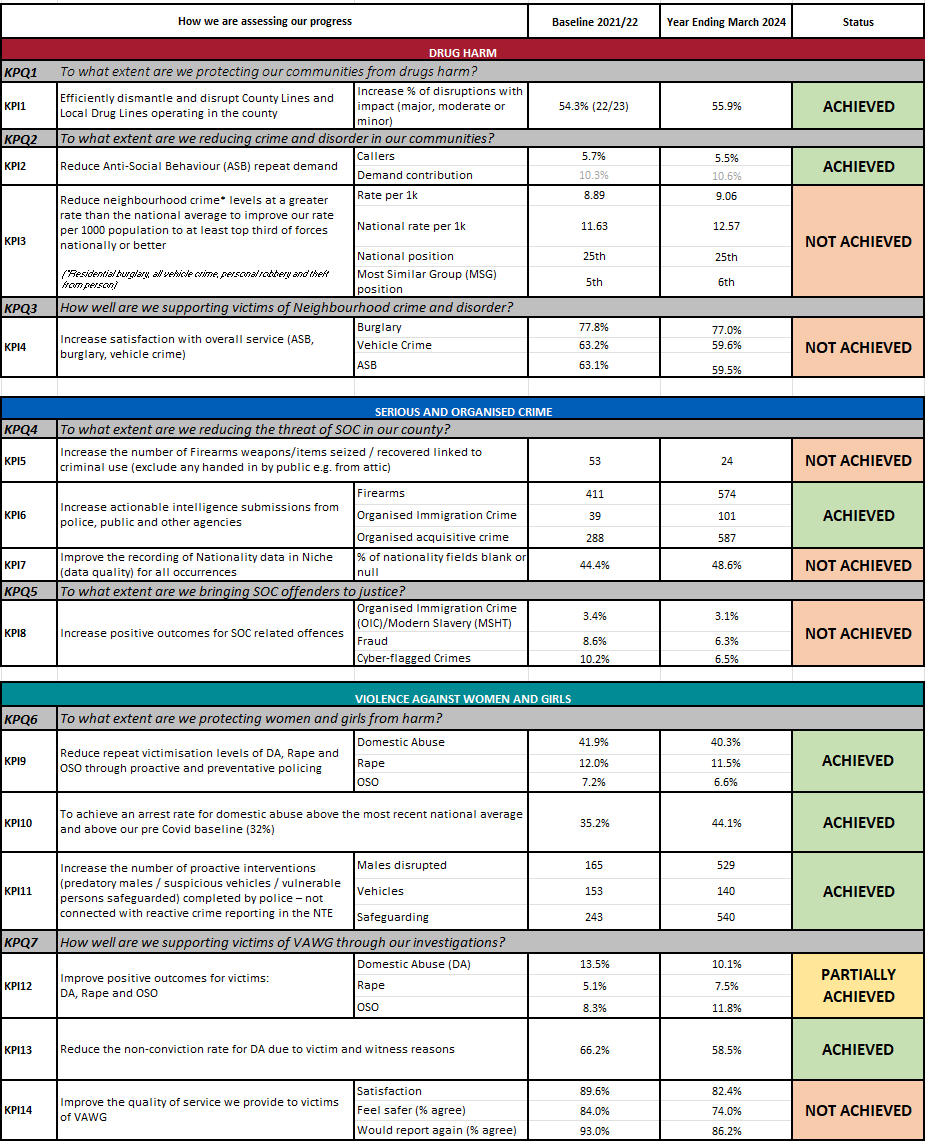 How we are assessing our progress
Baseline 2021/22
Year Ending March 2024
Status
DRUG HARM
KPQ1
To what extent are we protecting our communities from drugs harm?
KPI1
Efficiently dismantle and disrupt County Lines and
Local Drug Lines operating in the county
Increase % of disruptions with
impact (major, moderate or
minor)
54.3% (22/23)
55.9%
ACHIEVED
KPQ2
To what extent are we reducing crime and disorder in our communities?
KPI2
Reduce Anti-Social Behaviour (ASB) repeat demand
Callers
5.7%
5.5%
Demand contribution
10.3%
10.6%
ACHIEVED
KPI3
Reduce neighbourhood crime* levels at a greater
rate than the national average to improve our rate
per 1000 population to at least top third of forces
nationally or better
(*Residential burglary, all vehicle crime, personal robbery and theft
from person)
Rate per 1k
8.89
9.06
National rate per 1k
11.63
12.57
National position
25th
25th
Most Similar Group (MSG)
position
5th
6th
NOT ACHIEVED
KPQ3
How well are we supporting victims of Neighbourhood crime and disorder?
KPI4
Increase satisfaction with overall service (ASB,
burglary, vehicle crime)
Burglary
77.8%
77.0%
Vehicle Crime
63.2%
59.6%
ASB
63.1%
59.5%
NOT ACHIEVED
SERIOUS AND ORGANISED CRIME
KPQ4
To what extent are we reducing the threat of SOC in our county?
KPI5
Increase the number of Firearms weapons/items seized / recovered linked to
criminal use (exclude any handed in by public e.g. from attic)
53
24
NOT ACHIEVED
KPI6
Increase actionable intelligence submissions from
police, public and other agencies
Firearms
411
574
Organised Immigration Crime
39
101
Organised acquisitive crime
288
587
ACHIEVED
KPI7
Improve the recording of Nationality data in Niche
(data quality) for all occurrences
% of nationality fields blank or
null
44.4%
48.6%
NOT ACHIEVED
KPQ5
To what extent are we bringing SOC offenders to justice?
KPI8
Increase positive outcomes for SOC related offences
Organised Immigration Crime
(OIC)/Modern Slavery (MSHT)
3.4%
3.1%
Fraud
8.6%
6.3%
Cyber-flagged Crimes
10.2%
6.5%
NOT ACHIEVED
VIOLENCE AGAINST WOMEN AND GIRLS
KPQ6
To what extent are we protecting women and girls from harm?
KPI9
Reduce repeat victimisation levels of DA, Rape and
OSO through proactive and preventative policing
Domestic Abuse
41.9%
40.3%
Rape
12.0%
11.5%
OSO
7.2%
6.6%
ACHIEVED
KPI10
To achieve an arrest rate for domestic abuse above the most recent national average
and above our pre Covid baseline (32%)
35.2%
44.1%
ACHIEVED
KPI11
Increase the number of proactive interventions
(predatory males / suspicious vehicles / vulnerable
persons safeguarded) completed by police – not
connected with reactive crime reporting in the NTE
Males disrupted
165
529
Vehicles
153
140
Safeguarding
243
540
ACHIEVED
KPQ7
How well are we supporting victims of VAWG through our investigations?
KPI12
Improve positive outcomes for victims:
DA, Rape and OSO
Domestic Abuse (DA)
13.5%
10.1%
Rape
5.1%
7.5%
OSO
8.3%
11.8%
PARTIALLY
ACHIEVED
KPI13
Reduce the non-conviction rate for DA due to victim and witness reasons
66.2%
58.5%
ACHIEVED
KPI14
Improve the quality of service we provide to victims
of VAWG
Satisfaction
89.6%
82.4%
Feel safer (% agree)
84.0%
74.0%
Would report again (% agree)
93.0%
86.2%
NOT ACHIEVED